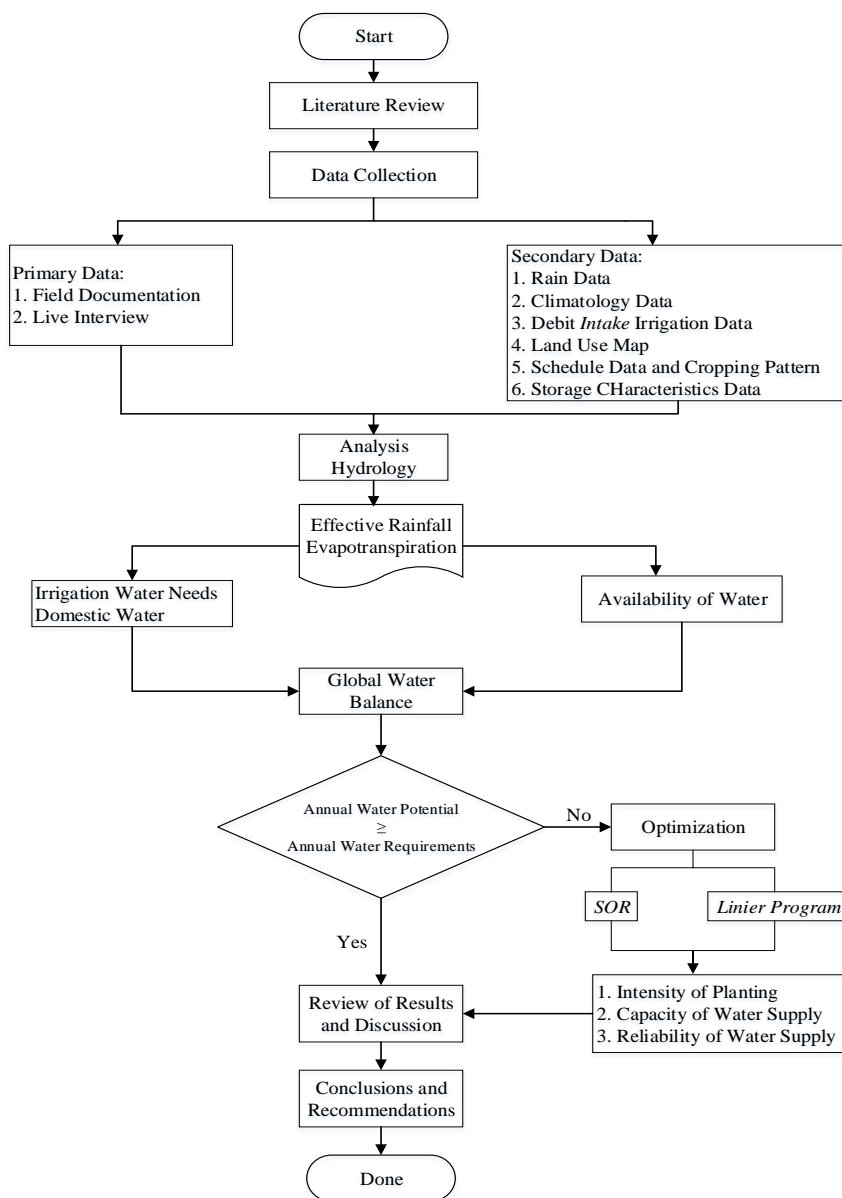 Start
Literature Review
Data Collection
Primary Data:
1. Field Documentation
2. Live Interview
Secondary Data:
1. Rain Data
2. Climatology Data
3. Debit Intake Irrigation Data
4. Land Use Map
5. Schedule Data and Cropping Pattern
6. Storage CHaracteristics Data
Analysis
Hydrology
Effective Rainfall
Evapotranspiration
Irrigation Water Needs
Domestic Water
Availability of Water
Global Water
Balance
Annual Water Potential
≥
Annual Water Requirements
No
Optimization
SOR
Linier Program
Yes
1. Intensity of Planting
2. Capacity of Water Supply
3. Reliability of Water Supply
Review of Results
and Discussion
Conclusions and
Recommendations
Done